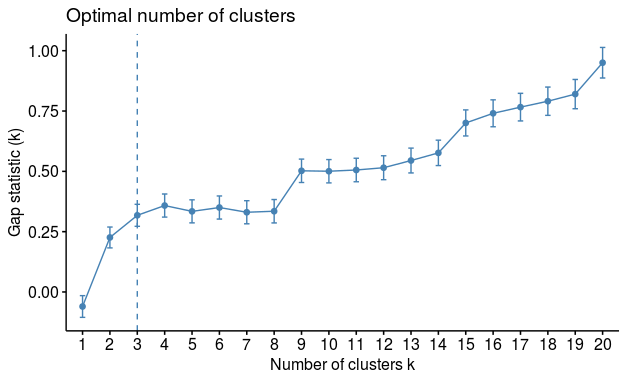 Optimal number of clusters
Gap statistic (k)
1.00
0.75
0.50
0.25
0.00
1 2 3 4 5 6 7 8 9 10 11 12 13 14 15 16 17 18 19 20
Number of clusters k